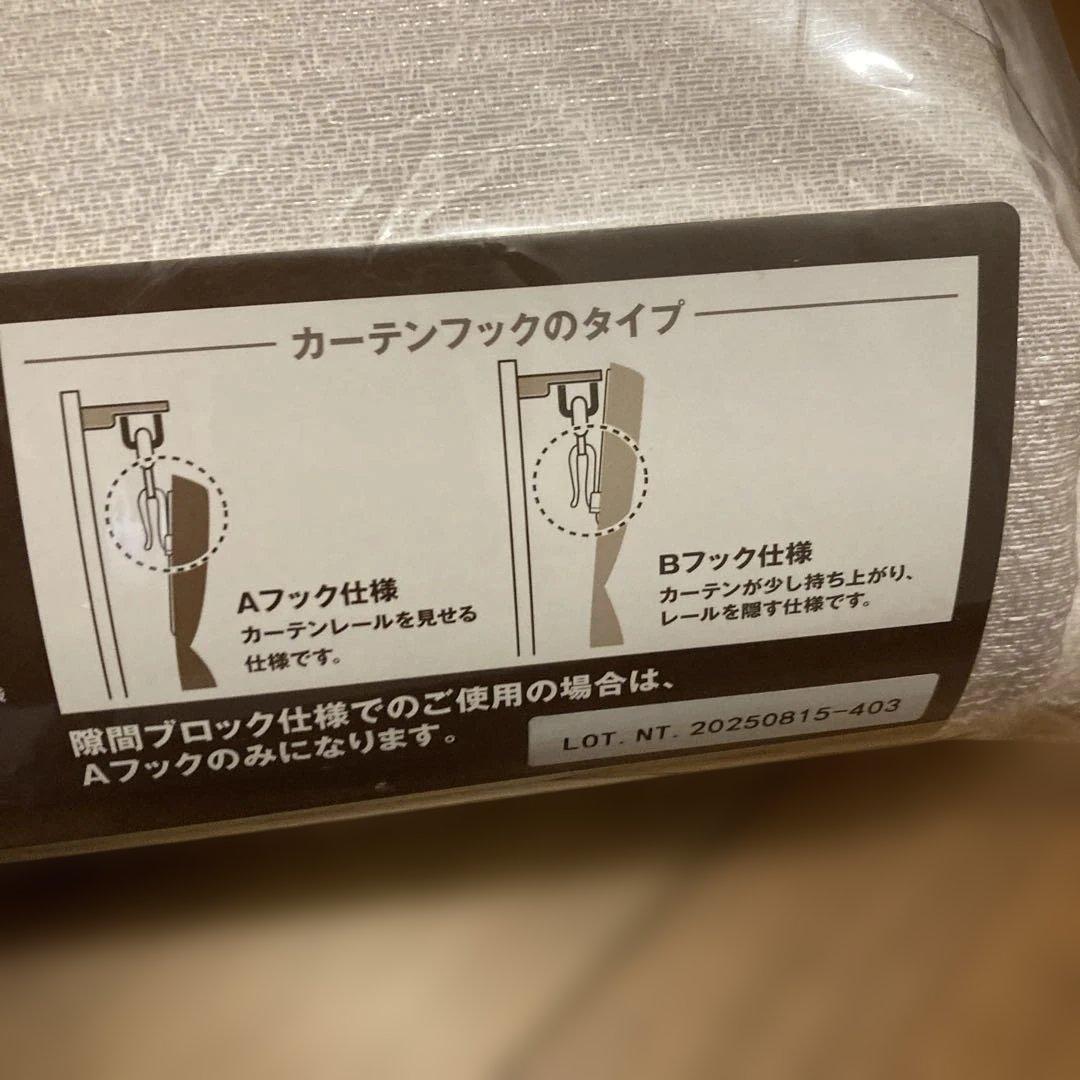 カーテンフックのタイプ
Aフック仕様
カーテンレールを見せる
仕様です。
Bフック仕様
カーテンが少し持ち上がり、
レールを隠す仕様です。
隙間ブロック仕様でのご使用の場合は、
Aフックのみになります。
LOT. NT. 20250815-403